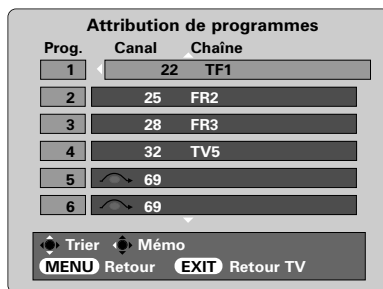 Attribution de programmes
Prog. Canal Chaîne
1 22 TF1
2 25 FR2
3 28 FR3
4 32 TV5
5 69
6 69
Trier Mémo
MENU Retour EXIT Retour TV